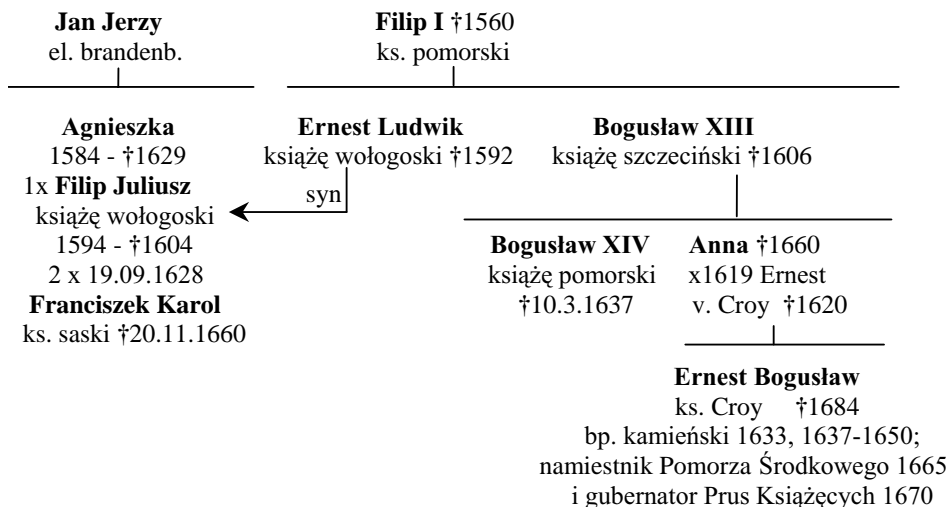 Jan Jerzy
el. brandenb.
Filip I †1560
ks. pomorski
Agnieszka
1584 - †1629
1x Filip Juliusz
książę wołogoski
1594 - †1604
2 x 19.09.1628
Franciszek Karol
ks. saski †20.11.1660
Ernest Ludwik
książę wołogoski †1592
syn
Bogusław XIII
książę szczeciński †1606
Bogusław XIV
książę pomorski
†10.3.1637
Anna †1660
x1619 Ernest
v. Croy †1620
Ernest Bogusław
ks. Croy †1684
bp. kamieński 1633, 1637-1650;
namiestnik Pomorza Środkowego 1665
i gubernator Prus Książęcych 1670